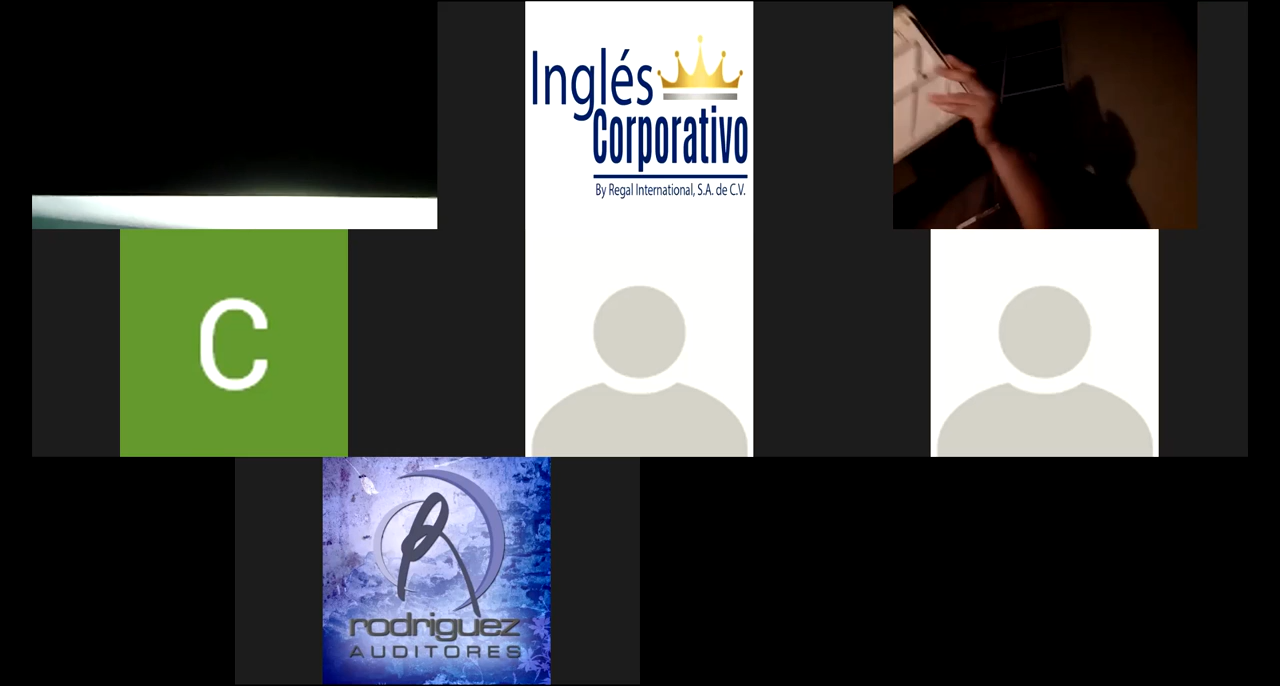 Inglés
Corporativo
By Regal International, S.A. de C.V.
C
rodriguez
AUDITORES